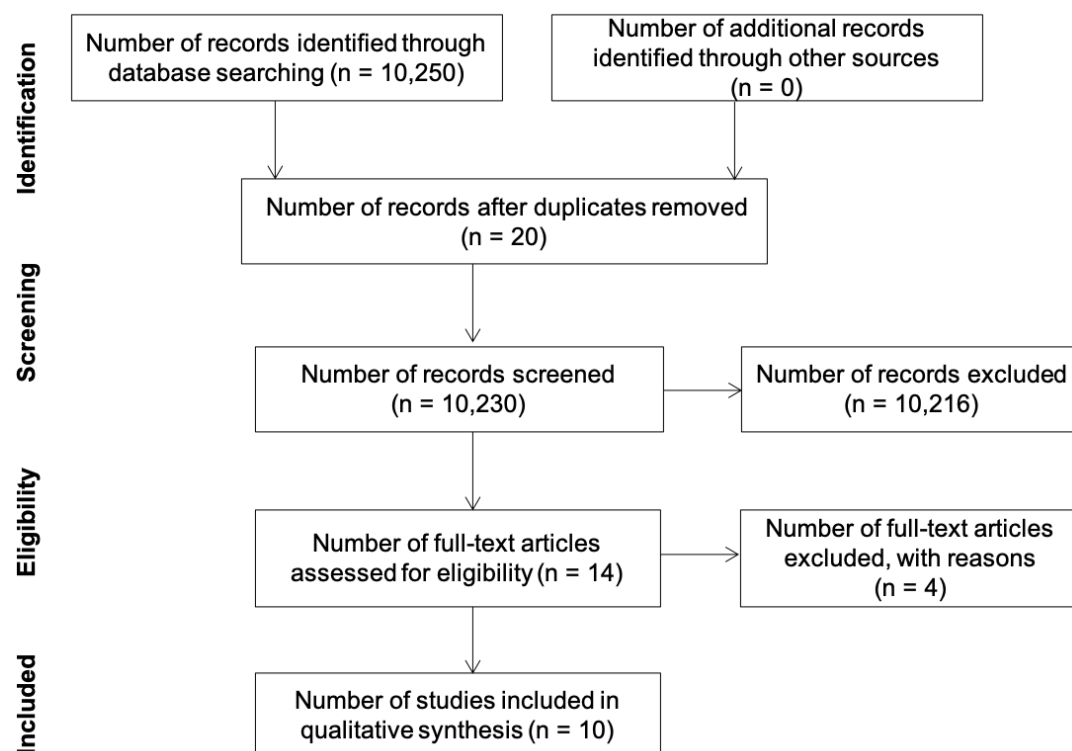 Identification
Number of records identified through
database searching (n = 10,250)
Number of additional records
identified through other sources
(n = 0)
Number of records after duplicates removed
(n = 20)
Screening
Number of records screened
(n = 10,230)
Number of records excluded
(n = 10,216)
Eligibility
Number of full-text articles
assessed for eligibility (n = 14)
Number of full-text articles
excluded, with reasons
(n = 4)
Included
Number of studies included in
qualitative synthesis (n = 10)